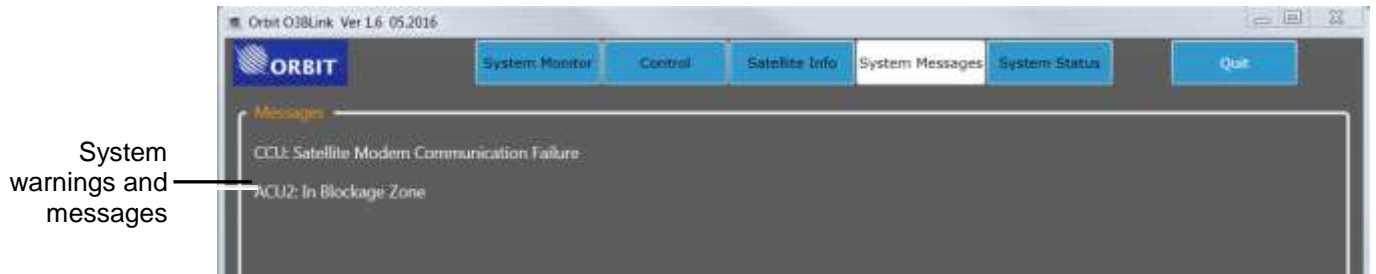 Orbit O3BLink Ver 1.6 05.2016
ORBIT
System Monitor
Control
Satellite Info
System Messages
System Status
Quit
Messages
CCU: Satellite Modem Communication Failure
System
warnings and
messages
ACU2: In Blockage Zone